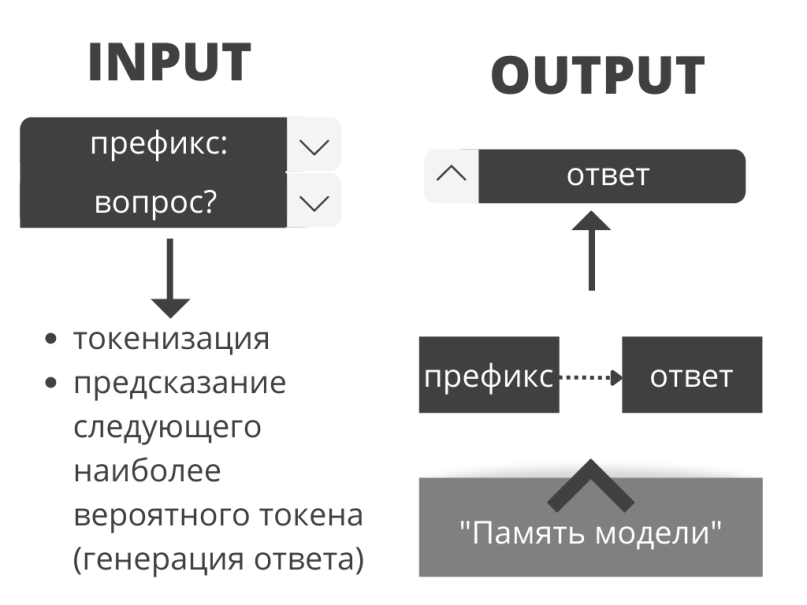 INPUT
префикс:
вопрос?
• токенизация
• предсказание
следующего
наиболее
вероятного токена
(генерация ответа)
OUTPUT
ответ
префикс
ответ
"Память модели"